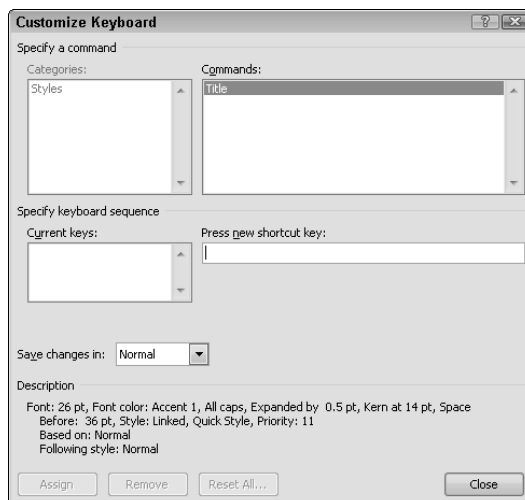 Customize Keyboard
Specify a command
Categories:
Commands:
Styles
Title
Specify keyboard sequence
Current keys:
Press new shortcut key:
Save changes in:
Normal
Description
Font: 26 pt, Font color: Accent 1, All caps, Expanded by 0.5 pt, Kern at 14 pt, Space
Before: 36 pt, Style: Linked, Quick Style, Priority: 11
Based on: Normal
Following style: Normal
Assign
Remove
Reset All...
Close